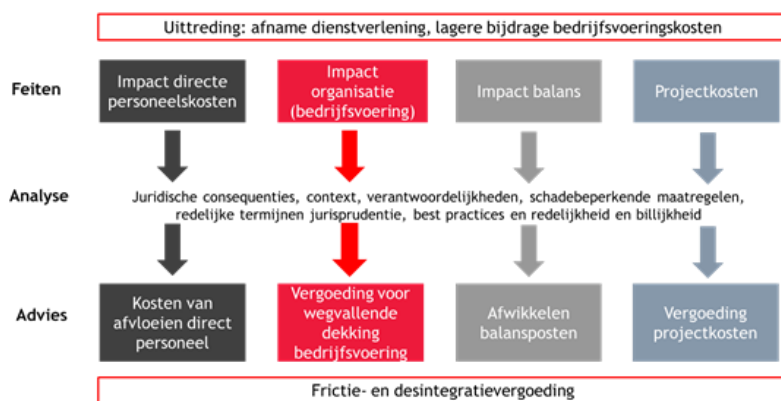 Uittreding: afname dienstverlening, lagere bijdrage bedrijfsvoeringskosten
Feiten
Impact directe
personeelskosten
Impact
organisatie
(bedrijfsvoering)
Impact balans
Projectkosten
Analyse
Juridische consequenties, context, verantwoordelijkheden, schadebeperkende maatregelen,
redelijke termijnen jurisprudentie, best practices en redelijkheid en billijkheid
Advies
Kosten van
afvloeien direct
personeel
Vergoeding voor
wegvallende
dekking
bedrijfsvoering
Afwikkelen
balansposten
Vergoeding
projectkosten
Frictie- en desintegratievergoeding